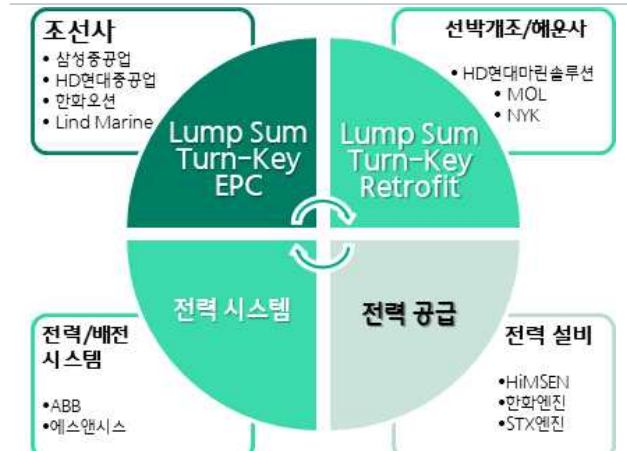 조선사
• 삼성중공업
• HD현대중공업
• 한화오션
• Lind Marine
Lump Sum
Turn-Key
EPC
선박개조/해운사
• HD현대마린솔루션
• MOL
• NYK
Lump Sum
Turn-Key
Retrofit
전력/배전
시스템
•ABB
•에스앤시스
전력 시스템
전력 공급
전력 설비
•HiMSEN
•한화엔진
•STX엔진